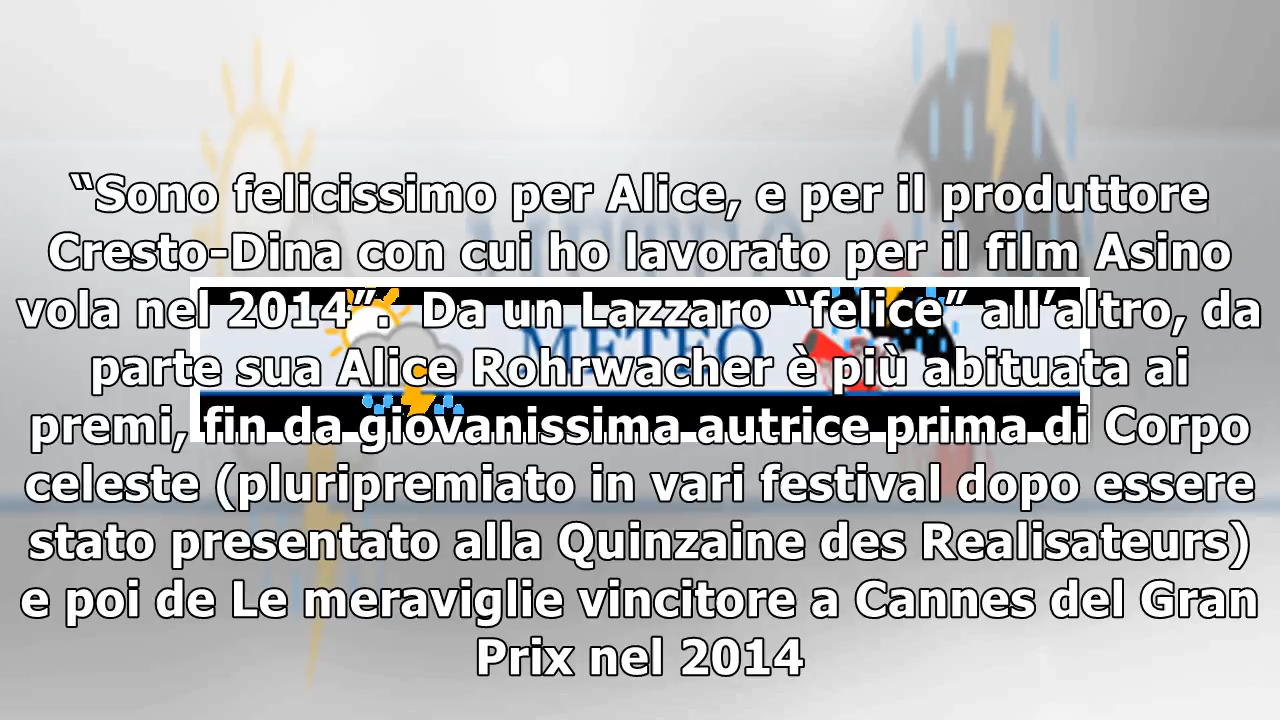 “Sono felicissimo per Alice, e per il produttore
Cresto-Dina con cui ho lavorato per il film Asino
vola nel 2014”.  Da un Lazzaro “felice” all’altro, da
parte sua Alice Rohrwacher è più abituata ai
premi, fin da giovanissima autrice prima di Corpo
celeste (pluripremiato in vari festival dopo essere
stato presentato alla Quinzaine des Realisateurs)
e poi de Le meraviglie vincitore a Cannes del Gran
Prix nel 2014
METEO